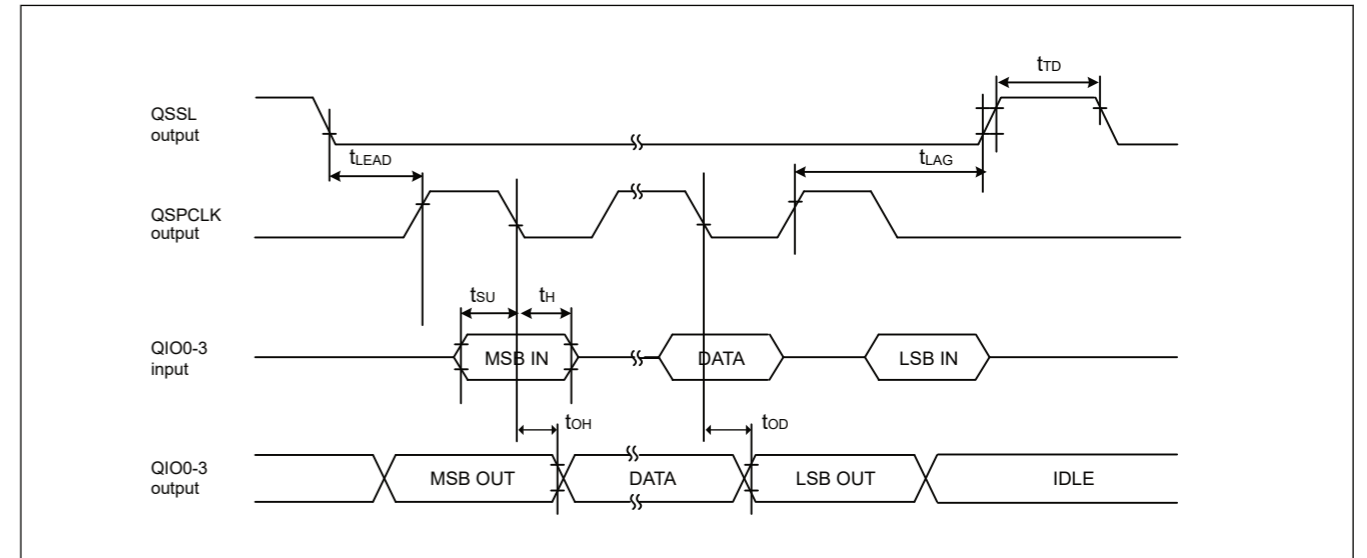 tTD
QSSL
output
tLEAD
tLAG
QSPCLK
output
tSU
tH
QIO0-3
input
MSB IN
DATA
LSB IN
tOH
tOD
QIO0-3
output
MSB OUT
DATA
LSB OUT
IDLE